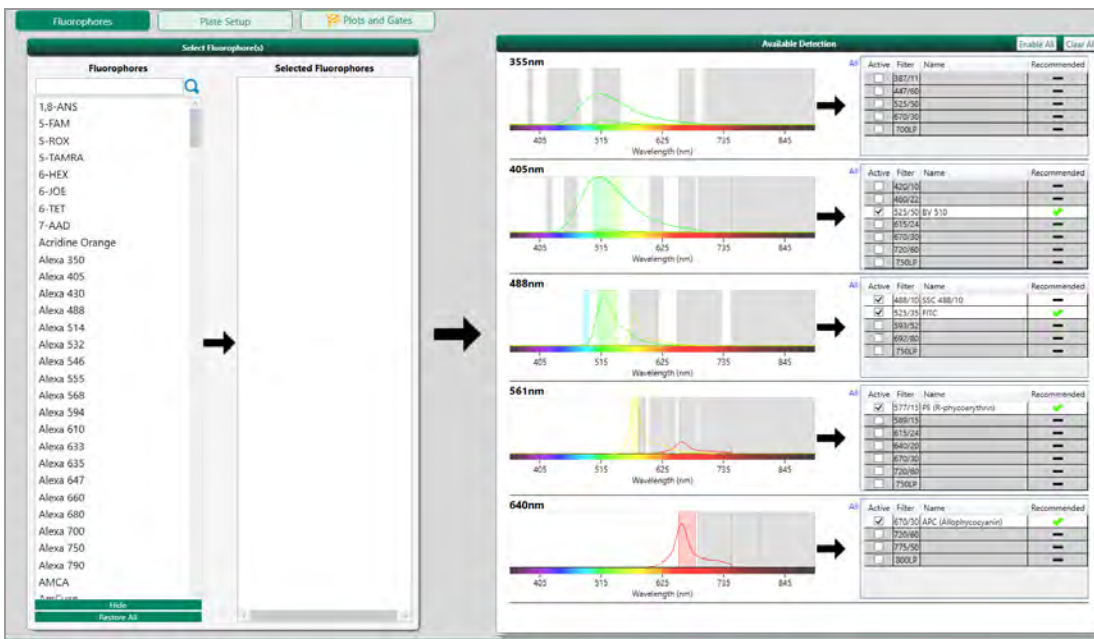 Fluorophores
Plate Setup
Plots and Gates
Select Fluorophore(s)
Fluorophores
Selected Fluorophores
1,8-ANS
5-FAM
5-ROX
5-TAMRA
6-HEX
6-JOE
6-TET
7-AAD
Acridine Orange
Alexa 350
Alexa 405
Alexa 430
Alexa 488
Alexa 514
Alexa 532
Alexa 546
Alexa 555
Alexa 568
Alexa 594
Alexa 610
Alexa 633
Alexa 635
Alexa 647
Alexa 660
Alexa 680
Alexa 700
Alexa 750
Alexa 790
AMCA
Hide
Restore All
Available Detection
Enable All
Clear Al
355nm
All
405 515 625 735 845
Wavelength (nm)
Active Filter Name Recommended
387/11
447/60
525/50
670/30
700LP
405nm
All
405 515 625 735 845
Wavelength (nm)
Active Filter Name Recommended
420/10
460/22
525/50 BV 510
615/24
670/30
720/60
750LP
488nm
All
405 515 625 735 845
Wavelength (nm)
Active Filter Name Recommended
488/10 SSC 488/10
525/35 FITC
593/52
692/80
750LP
561nm
All
405 515 625 735 845
Wavelength (nm)
Active Filter Name Recommended
577/15 PE (R-phycoerythrin)
589/15
615/24
640/20
670/30
720/60
750LP
640nm
All
405 515 625 735 845
Wavelength (nm)
Active Filter Name Recommended
670/30 APC (Allophycocyanin)
720/60
775/50
800LP